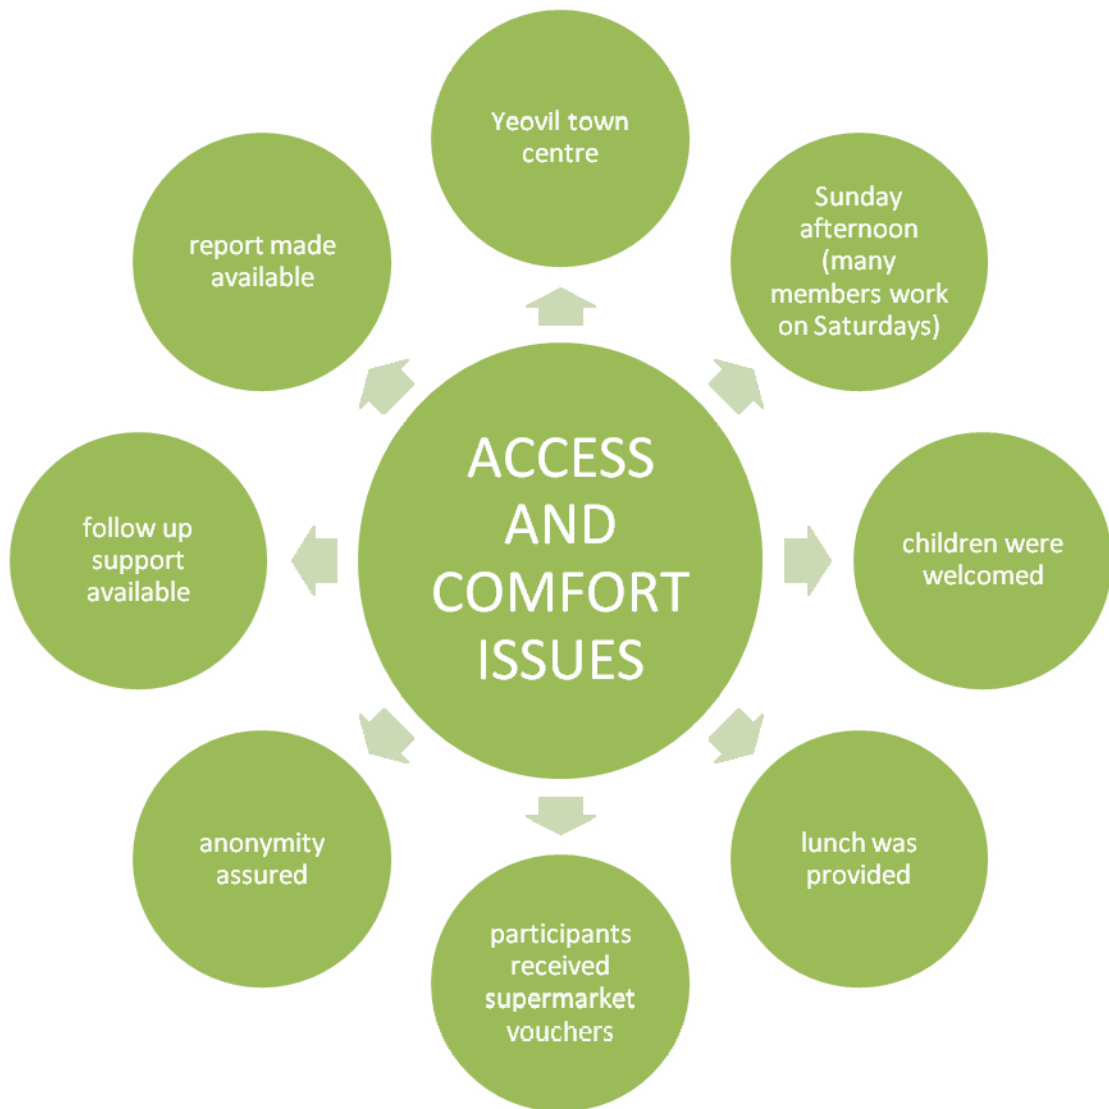 Yeovil town
centre
Sunday
afternoon
(many
members work
on Saturdays)
children were
welcomed
lunch was
provided
participants
received
supermarket
vouchers
anonymity
assured
follow up
support
available
report made
available
ACCESS
AND
COMFORT
ISSUES